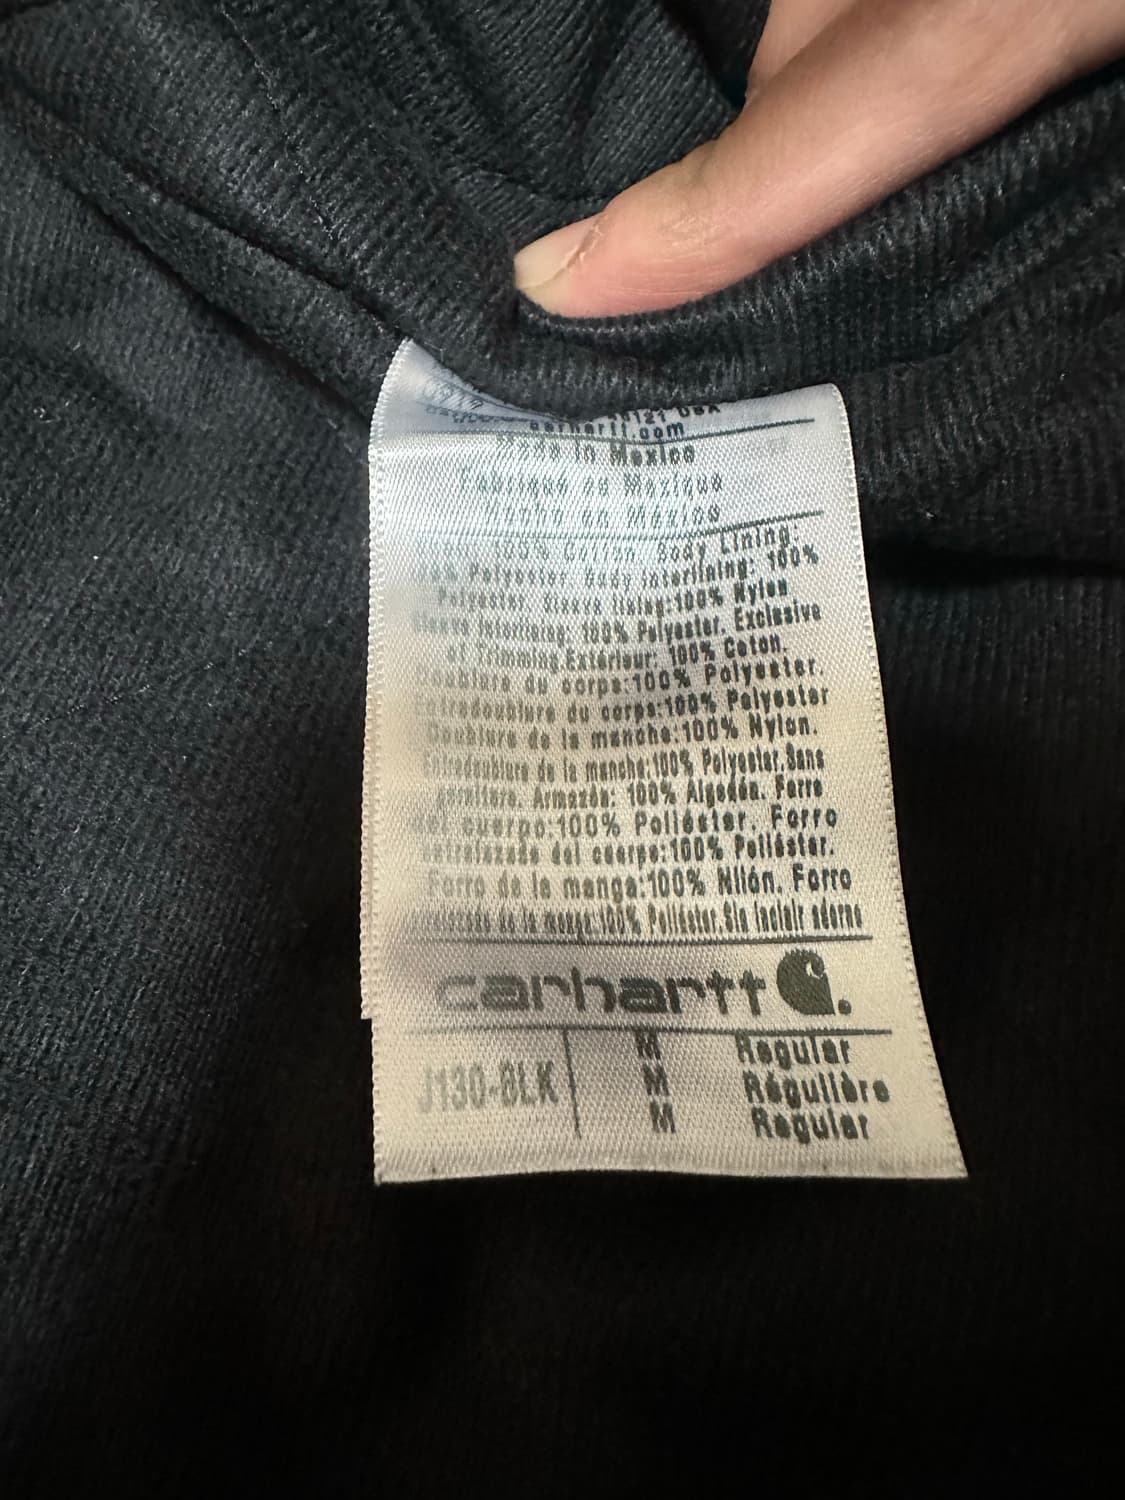 carhartt.com
Made in Mexico
Fabriqué au Mexique
Hecho en México
100% Cotton. Body Lining:
Polyester. Body interlining: 100%
Polyester. Sleeve lining:100% Nylon
Sleeve interlining: 100% Polyester. Exclusive
of Trimming.Extérieur: 100% Coton.
Doublure du corps:100% Polyester.
Entredoublure du corps:100% Polyester
Doublure de la manche:100% Nylon.
Entredoublure de la manche:100% Polyester.Sans
garniture. Armazón: 100% Algodón. Forro
del cuerpo:100% Poliéster. Forro
entrelazado del cuerpo:100% Poliéster.
Forro de la manga:100% Nilón. Forro
de la manga:100% Poliéster.Sin incluir adorno
carhartt
J130-BLK
M Regular
M Régulière
M Regular